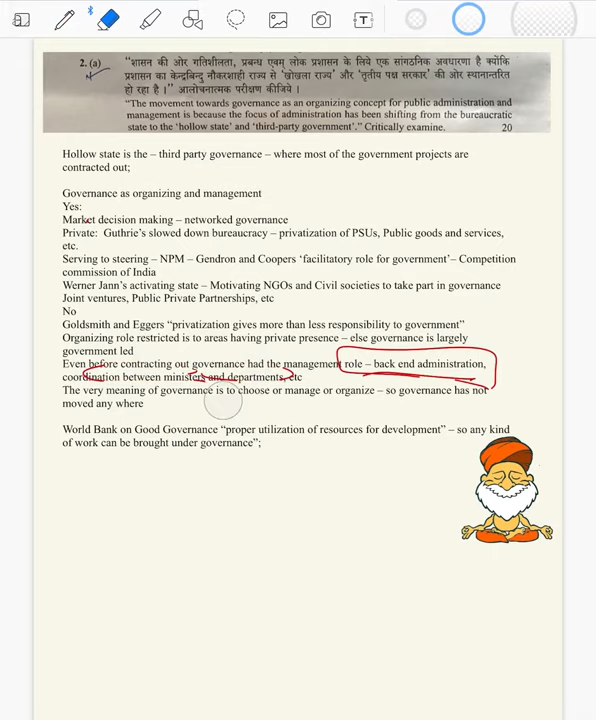 2. (a) “शासन की ओर गतिशीलता, प्रबन्ध एवम् लोक प्रशासन के लिये एक सांगठनिक अवधारणा है क्योंकि
प्रशासन का केन्द्रबिन्दु नौकरशाही राज्य से ‘खोखला राज्य’ और ‘तृतीय पक्ष सरकार’ की ओर स्थानान्तरित
हो रहा है ।” आलोचनात्मक परीक्षण कीजिये ।
“The movement towards governance as an organizing concept for public administration and
management is because the focus of administration has been shifting from the bureaucratic
state to the ‘hollow state’ and ‘third-party government’.” Critically examine. 20
Hollow state is the – third party governance – where most of the government projects are
contracted out;
Governance as organizing and management
Yes:
Market decision making – networked governance
Private: Guthrie’s slowed down bureaucracy – privatization of PSUs, Public goods and services,
etc.
Serving to steering – NPM – Gendron and Coopers ‘facilitatory role for government’– Competition
commission of India
Werner Jann’s activating state – Motivating NGOs and Civil societies to take part in governance
Joint ventures, Public Private Partnerships, etc
No
Goldsmith and Eggers “privatization gives more than less responsibility to government”
Organizing role restricted is to areas having private presence – else governance is largely
government led
Even before contracting out governance had the management role – back end administration,
coordination between ministers and departments, etc
The very meaning of governance is to choose or manage or organize – so governance has not
moved any where
World Bank on Good Governance “proper utilization of resources for development” – so any kind
of work can be brought under governance”;